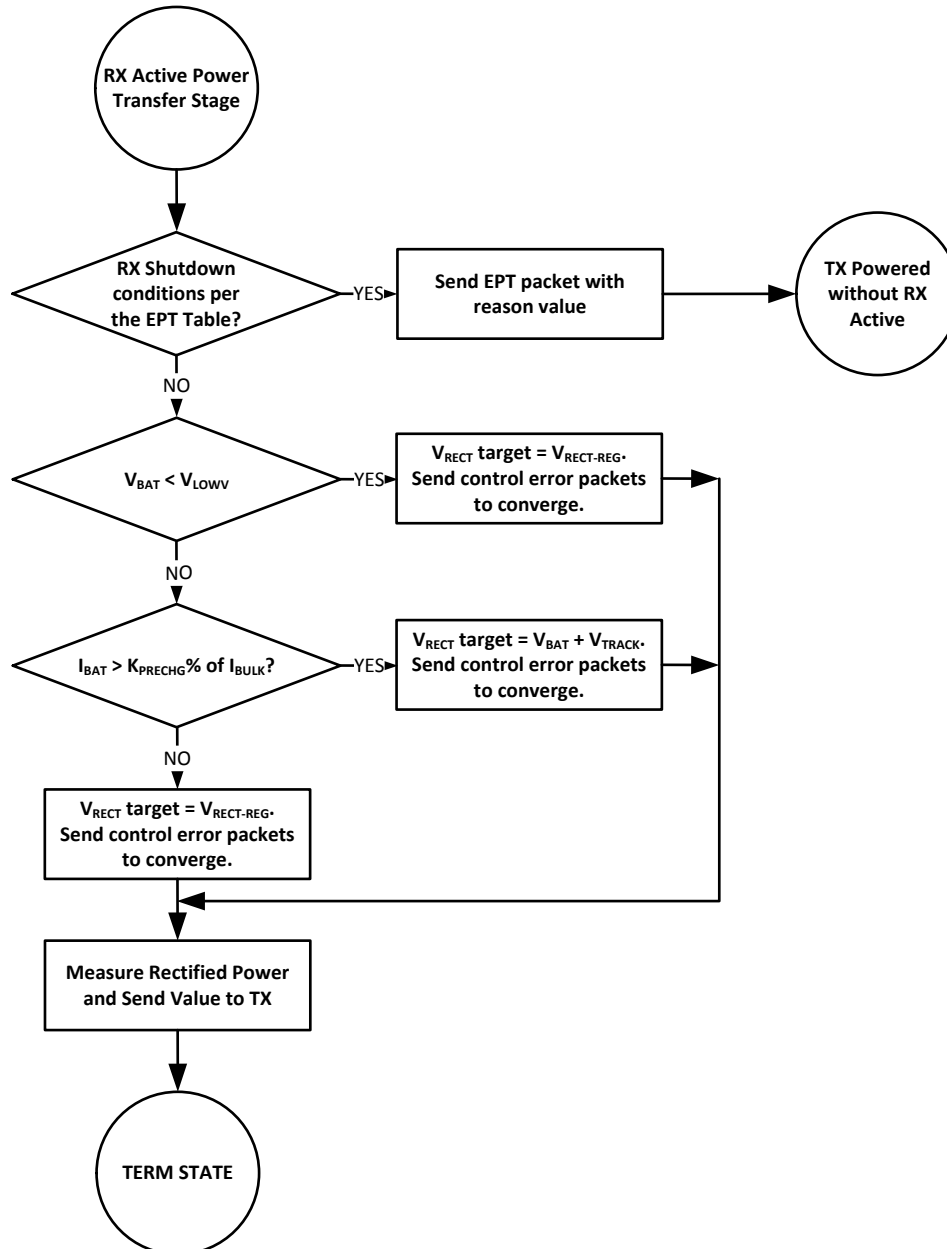 RX Active Power
Transfer Stage
RX Shutdown
conditions per
the EPT Table?
YES
Send EPT packet with
reason value
TX Powered
without RX
Active
NO
VBAT < VLOWV
YES
VRECT target = VRECT-REG.
Send control error packets
to converge.
NO
IBAT > KPRECHG% of IBULK?
YES
VRECT target = VBAT + VTRACK.
Send control error packets
to converge.
NO
VRECT target = VRECT-REG.
Send control error packets
to converge.
Measure Rectified Power
and Send Value to TX
TERM STATE